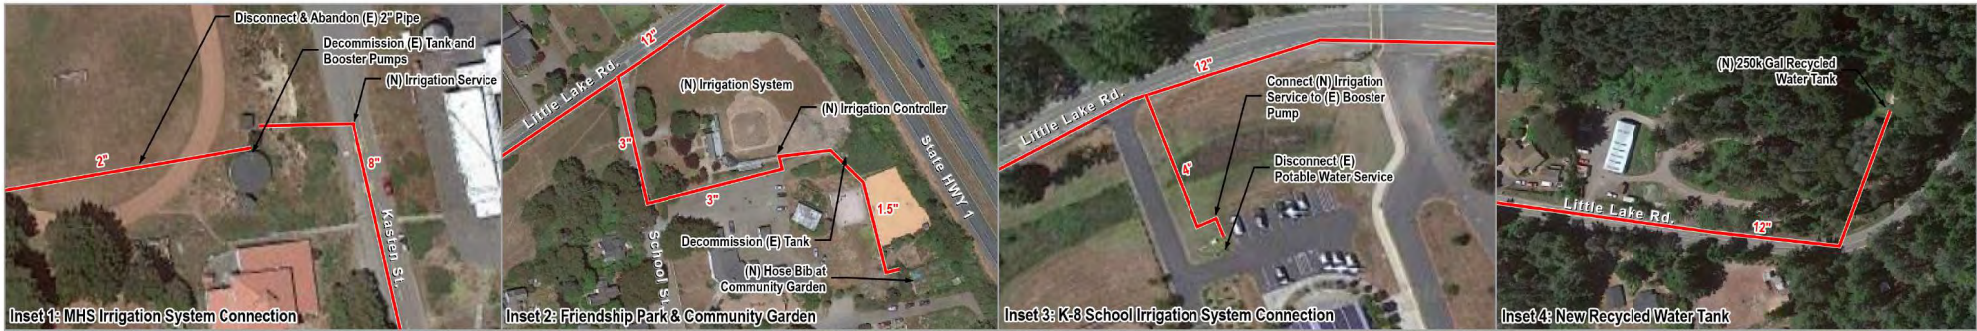 Disconnect & Abandon (E) 2" Pipe
Decommission (E) Tank and
Booster Pumps
(N) Irrigation Service
2"
8"
Kasten St.
Inset 1: MHS Irrigation System Connection
12"
Little Lake Rd.
(N) Irrigation System
(N) Irrigation Controller
3"
3"
State HWY 1
1.5"
School St.
Decommission (E) Tank
(N) Hose Bib at
Community Garden
Inset 2: Friendship Park & Community Garden
12"
Little Lake Rd.
Connect (N) Irrigation
Service to (E) Booster
Pump
4"
Disconnect (E)
Potable Water Service
Inset 3: K-8 School Irrigation System Connection
(N) 250k Gal Recycled
Water Tank
Little Lake Rd.
12"
Inset 4: New Recycled Water Tank